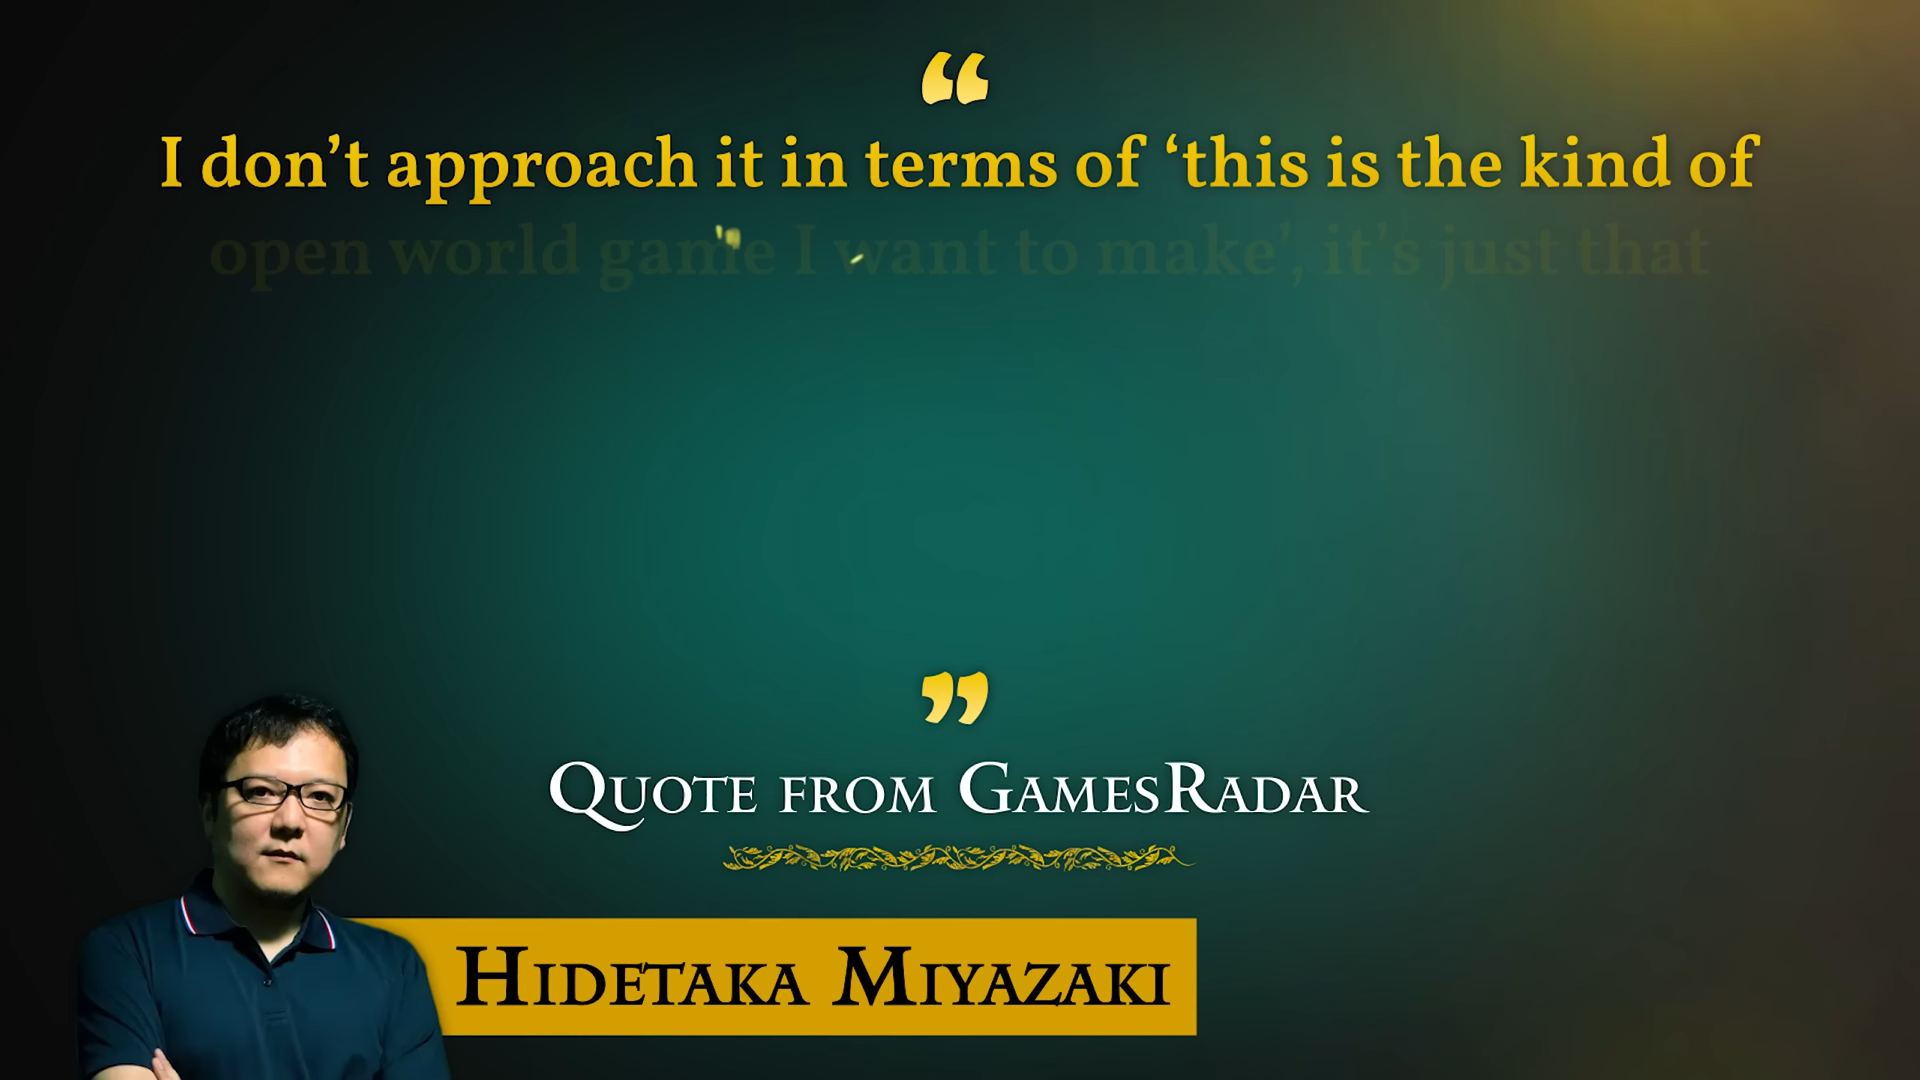 “
I don’t approach it in terms of ‘this is the kind of
open world game I want to make’, it’s just that
”
Quote from GamesRadar
Hidetaka Miyazaki